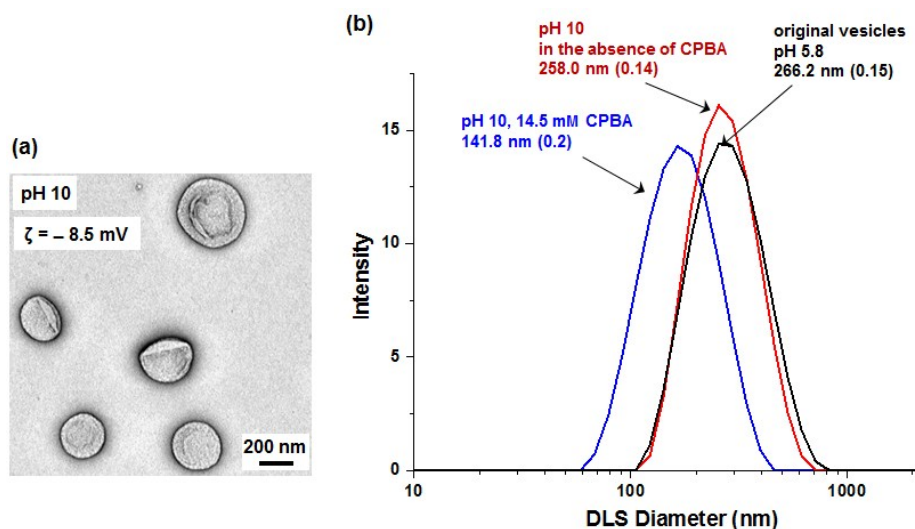 (a)
pH 10
ζ = – 8.5 mV
200 nm
(b)
pH 10
in the absence of CPBA
258.0 nm (0.14)
original vesicles
pH 5.8
266.2 nm (0.15)
pH 10, 14.5 mM CPBA
141.8 nm (0.2)
Intensity
15
10
5
0
10
100
1000
DLS Diameter (nm)